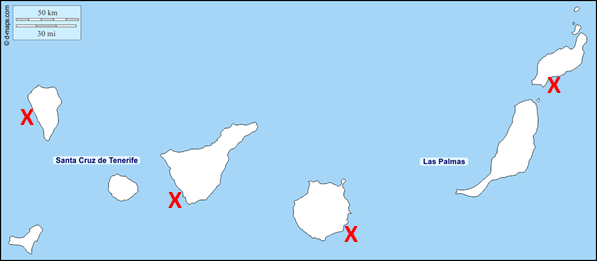 50 km
30 mi
© d-maps.com
X
X
Santa Cruz de Tenerife
Las Palmas
X
X